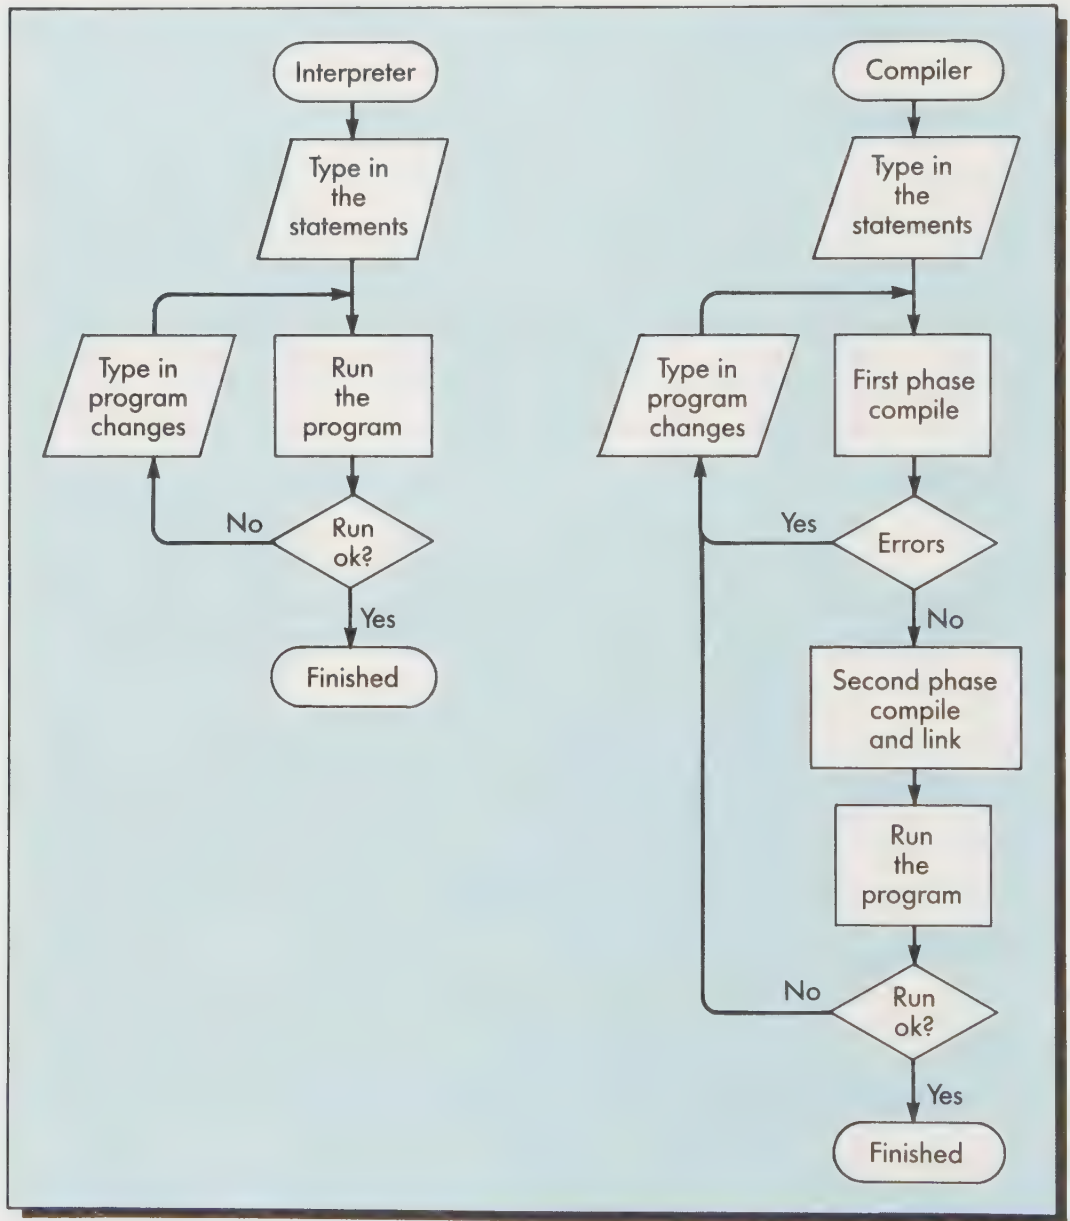 Interpreter
Type in
the
statements
Type in
program
changes
Run
the
program
No
Run
ok?
Yes
Finished
Compiler
Type in
the
statements
Type in
program
changes
First phase
compile
Yes
Errors
No
Second phase
compile
and link
Run
the
program
No
Run
ok?
Yes
Finished